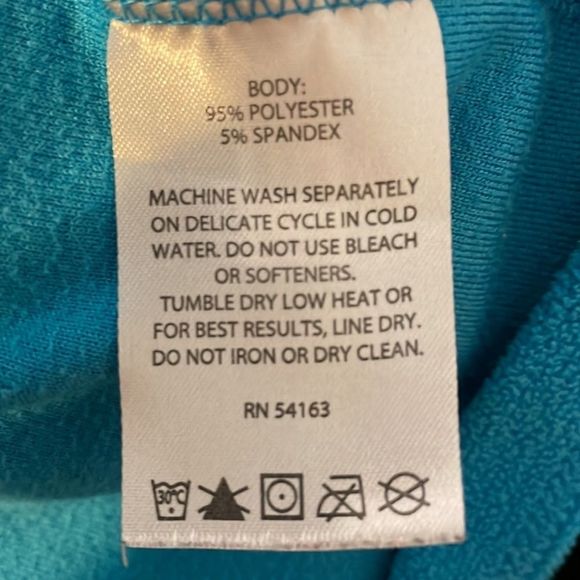 BODY:
95% POLYESTER
5% SPANDEX
MACHINE WASH SEPARATELY
ON DELICATE CYCLE IN COLD
WATER. DO NOT USE BLEACH
OR SOFTENERS.
TUMBLE DRY LOW HEAT OR
FOR BEST RESULTS, LINE DRY.
DO NOT IRON OR DRY CLEAN.
RN 54163
30°C